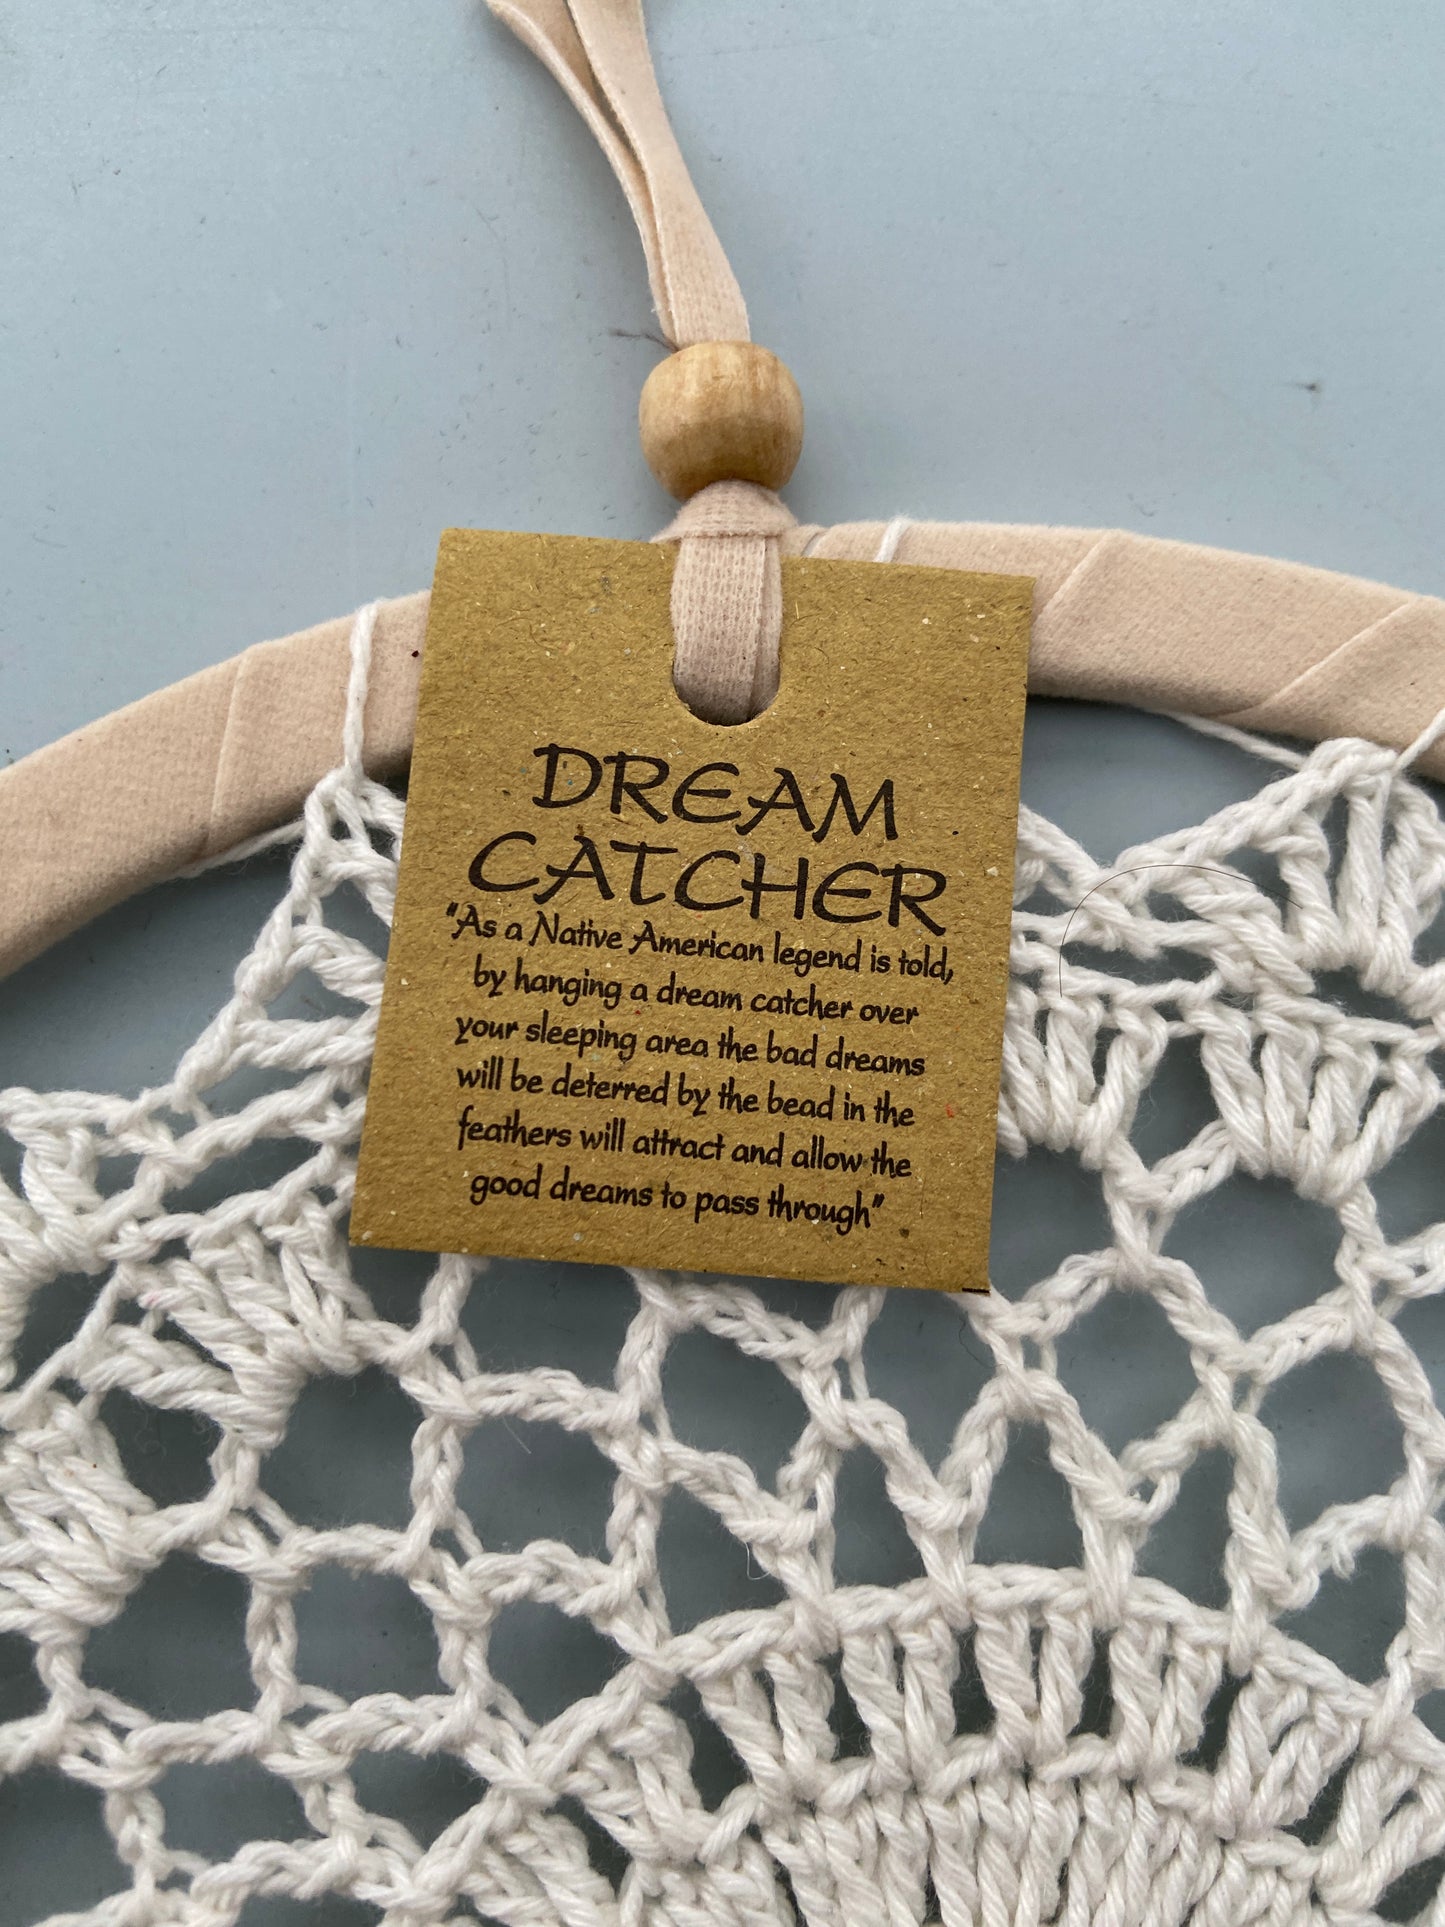 DREAM
CATCHER
"As a Native American legend is told,
by hanging a dream catcher over
your sleeping area the bad dreams
will be deterred by the bead in the
feathers will attract and allow the
good dreams to pass through"